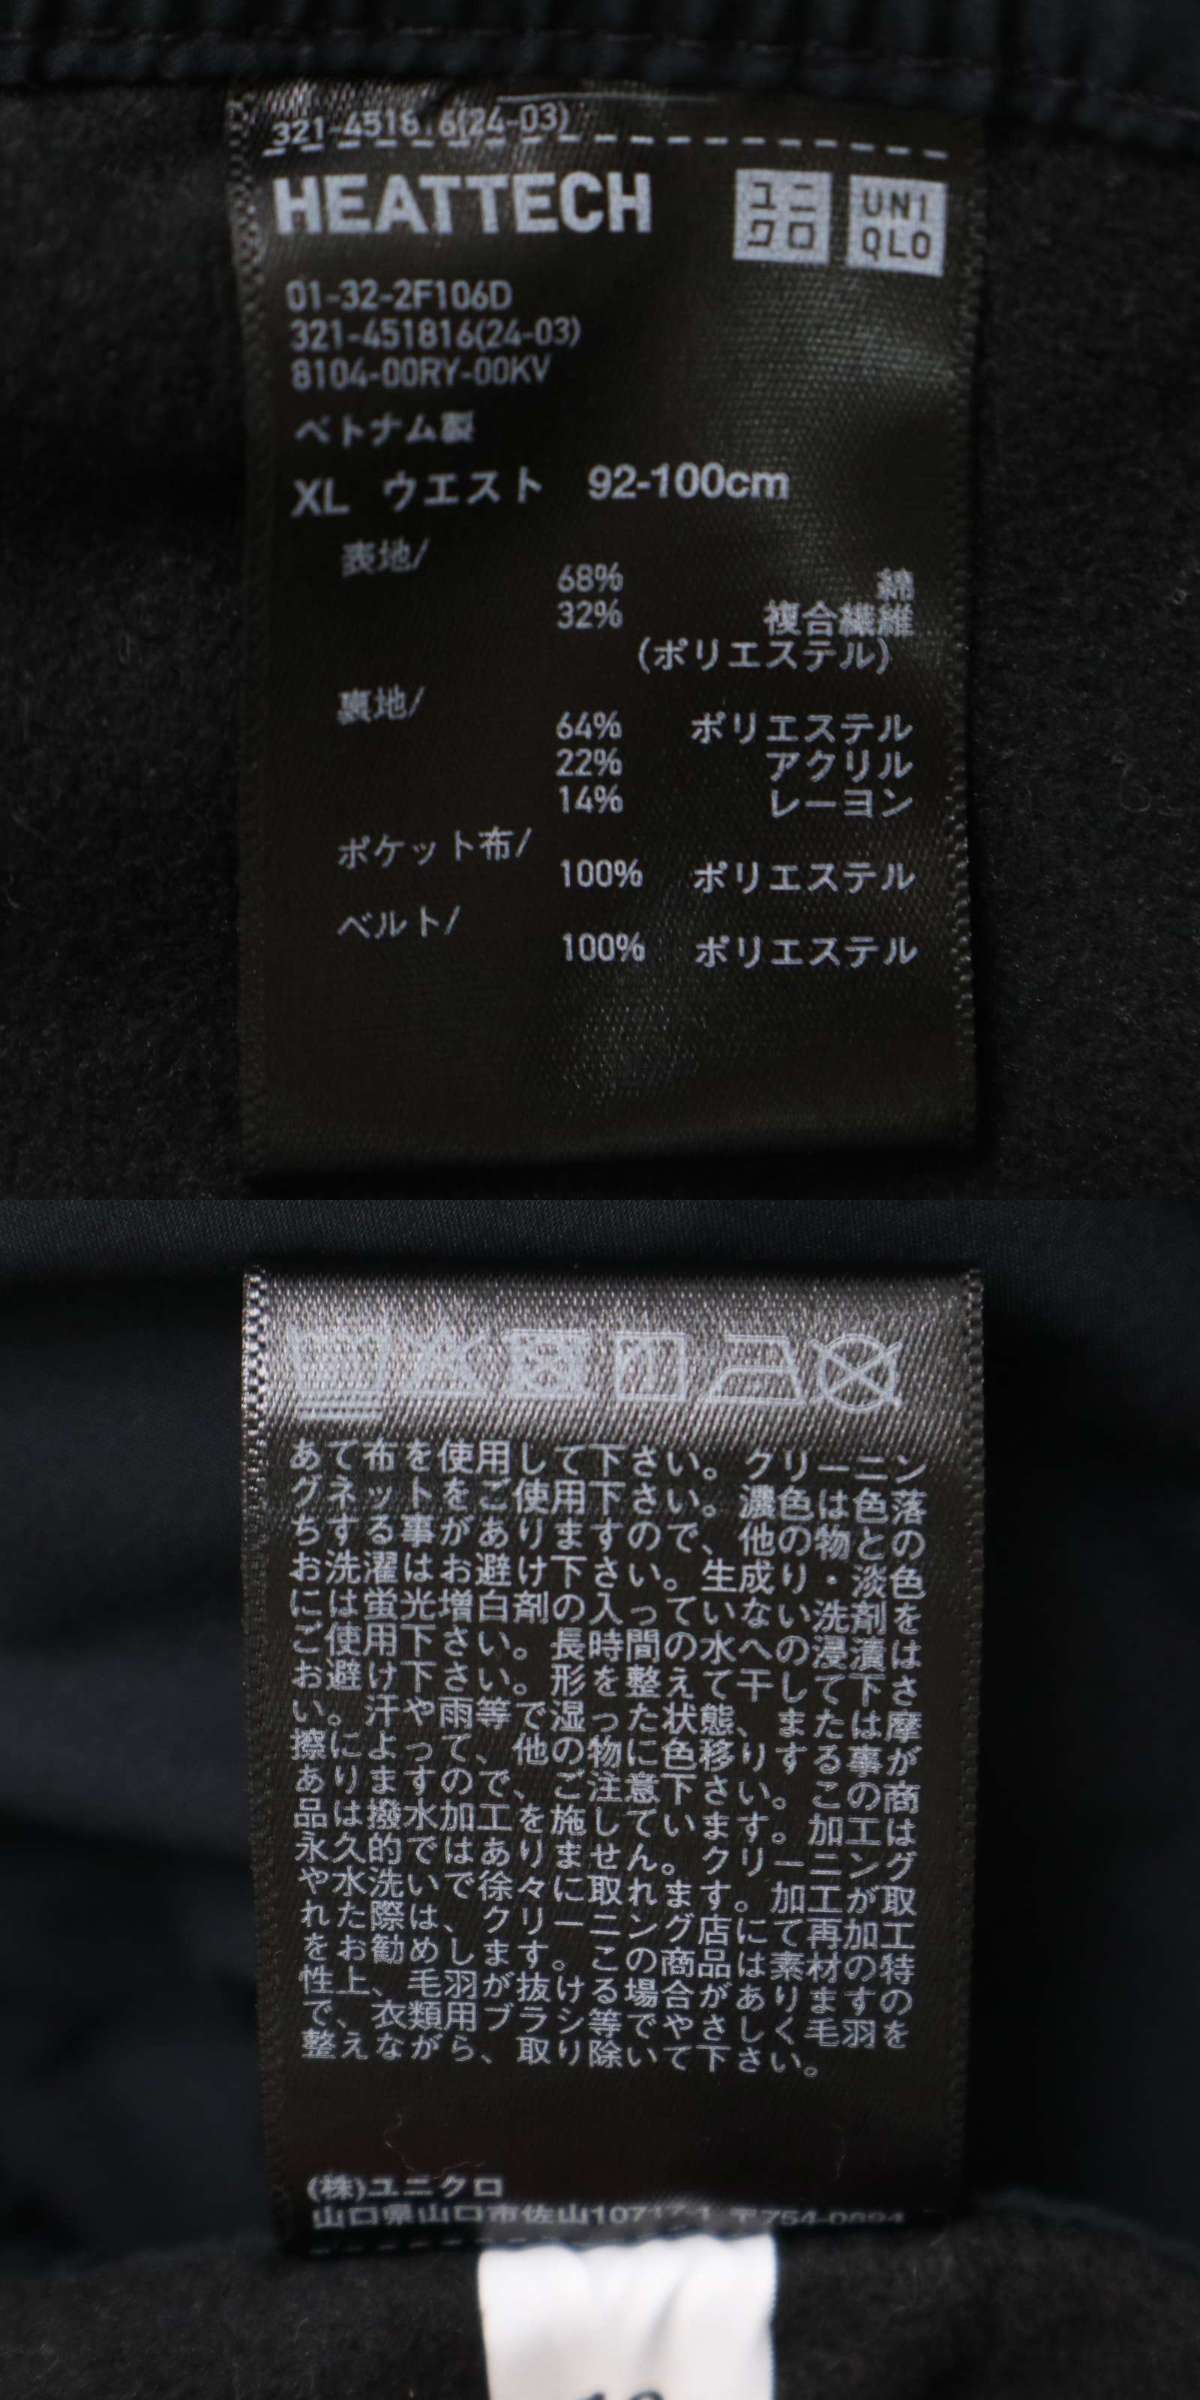 321-451816(24-03)
HEATTECH
ユニ
クロ
UNI
QLO
01-32-2F106D
321-451816(24-03)
8104-00RY-00KV
ベトナム製
XL ウエスト 92-100cm
表地/
68% 綿
32% 複合繊維
(ポリエステル)
裏地/
64% ポリエステル
22% アクリル
14% レーヨン
ポケット布/
100% ポリエステル
ベルト/
100% ポリエステル
あて布を使用して下さい。クリーニン
グネットをご使用下さい。濃色は色落
ちする事がありますので、他の物との
お洗濯はお避け下さい。生成り・淡色
には蛍光増白剤の入っていない洗剤を
ご使用下さい。長時間の水への浸漬は
お避け下さい。形を整えて干して下さ
い。汗や雨等で湿った状態、または摩
擦によって、他の物に色移りする事が
ありますので、ご注意下さい。この商
品は撥水加工を施しています。加工は
永久的ではありません。クリーニング
や水洗いで徐々に取れます。加工が取
れた際は、クリーニング店にて再加工
をお勧めします。この商品は素材の特
性上、毛羽が抜ける場合がありますの
で、衣類用ブラシ等でやさしく毛羽を
整えながら、取り除いて下さい。
(株)ユニクロ
山口県山口市佐山10717-1 〒754-0894